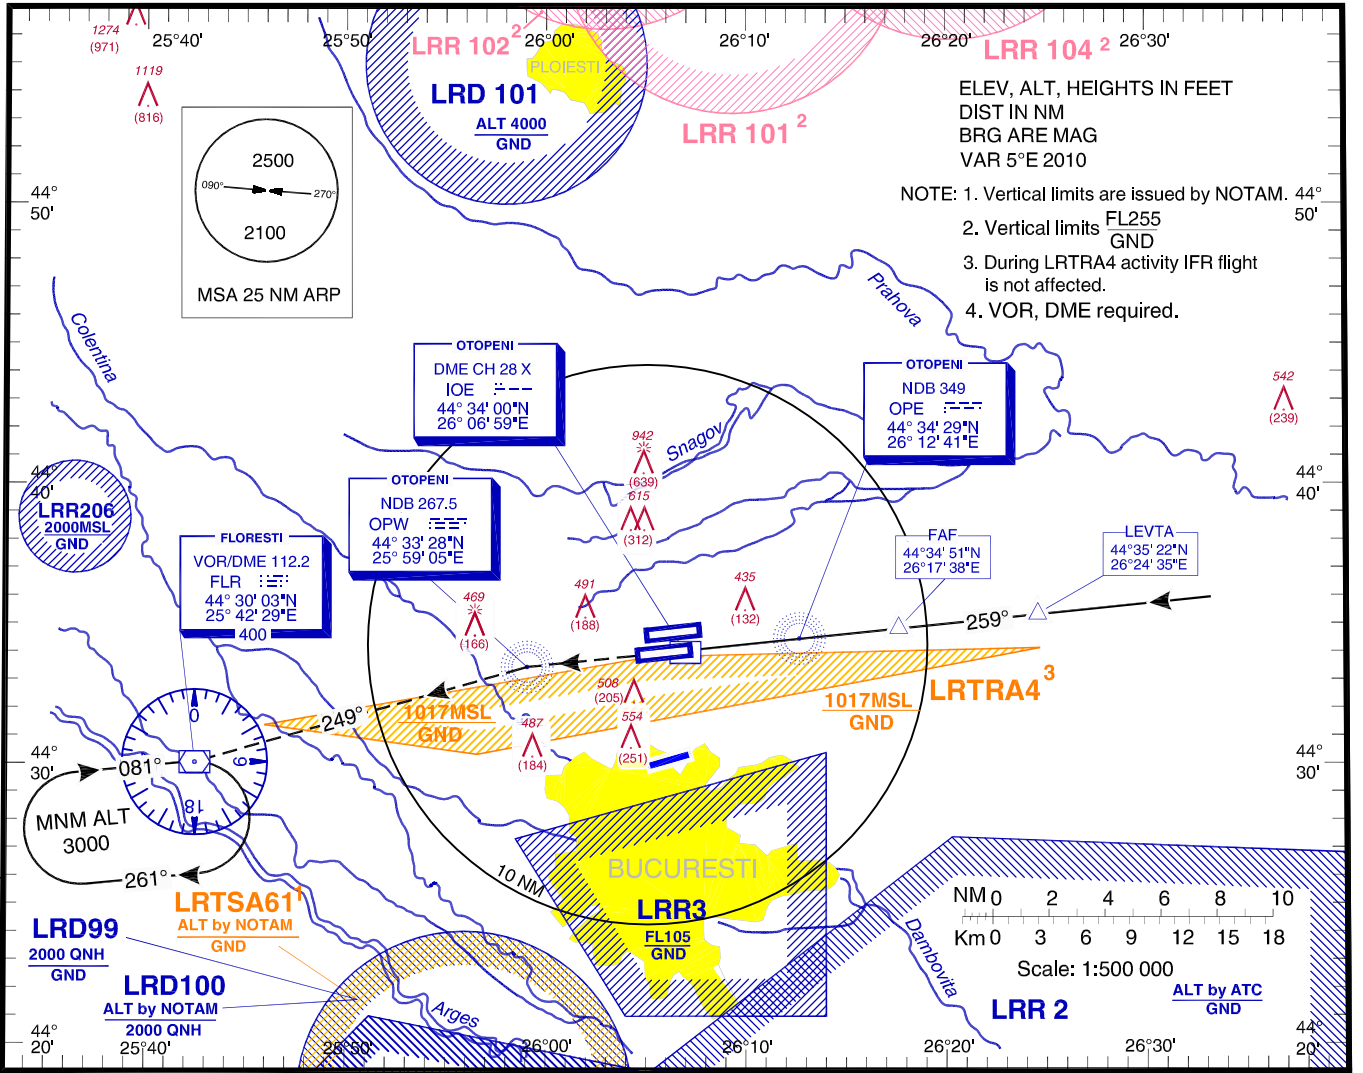 1274
(971)
25°40'
25°50'
LRR 102 2
26°00'
26°10'
26°20'
LRR 104 2
26°30'
PLOIESTI
1119
(816)
LRD 101
ALT 4000
GND
LRR 101 2
ELEV, ALT, HEIGHTS IN FEET
DIST IN NM
BRG ARE MAG
VAR 5°E 2010
NOTE: 1. Vertical limits are issued by NOTAM.
2. Vertical limits FL255
GND
3. During LRTRA4 activity IFR flight
is not affected.
4. VOR, DME required.
44°
50'
44°
50'
2500
090°
270°
2100
MSA 25 NM ARP
Colentina
Prahova
OTOPENI
DME CH 28 X
IOE
44° 34' 00"N
26° 06' 59"E
OTOPENI
NDB 349
OPE
44° 34' 29"N
26° 12' 41"E
542
(239)
Snagov
942
(639)
615
(312)
44°
40'
44°
40'
LRR206
2000MSL
GND
OTOPENI
NDB 267.5
OPW
44° 33' 28"N
25° 59' 05"E
FLORESTI
VOR/DME 112.2
FLR
44° 30' 03"N
25° 42' 29"E
400
FAF
44°34' 51"N
26°17' 38"E
LEVTA
44°35' 22"N
26°24' 35"E
469
(166)
491
(188)
435
(132)
259°
LRTRA4 3
1017MSL
GND
1017MSL
GND
508
(205)
554
(251)
487
(184)
249°
0
9
18
081°
44°
30'
44°
30'
MNM ALT
3000
261°
10 NM
BUCURESTI
LRR3
FL105
GND
LRTSA61 1
ALT by NOTAM
GND
LRD99
2000 QNH
GND
LRD100
ALT by NOTAM
2000 QNH
Arges
Dambovita
NM 0 2 4 6 8 10
Km 0 3 6 9 12 15 18
Scale: 1:500 000
LRR 2
ALT by ATC
GND
44°
20'
25°40'
25°50'
26°00'
26°10'
26°20'
26°30'
44°
20'